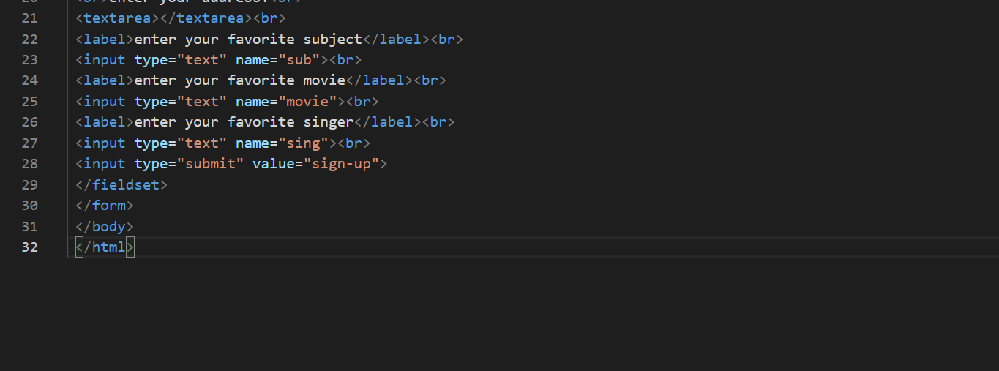 21 <textarea></textarea><br>
22 <label>enter your favorite subject</label><br>
23 <input type="text" name="sub"><br>
24 <label>enter your favorite movie</label><br>
25 <input type="text" name="movie"><br>
26 <label>enter your favorite singer</label><br>
27 <input type="text" name="sing"><br>
28 <input type="submit" value="sign-up">
29 </fieldset>
30 </form>
31 </body>
32 </html>